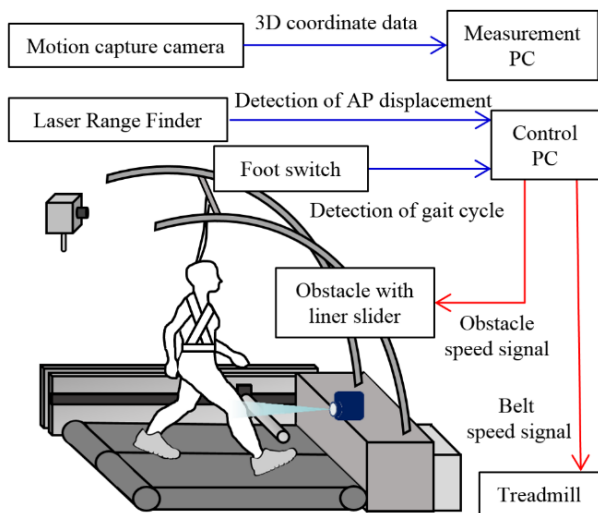 3D coordinate data
Motion capture camera
Measurement
PC
Detection of AP displacement
Laser Range Finder
Control
PC
Foot switch
Detection of gait cycle
Obstacle with
liner slider
Obstacle
speed signal
Belt
speed signal
Treadmill